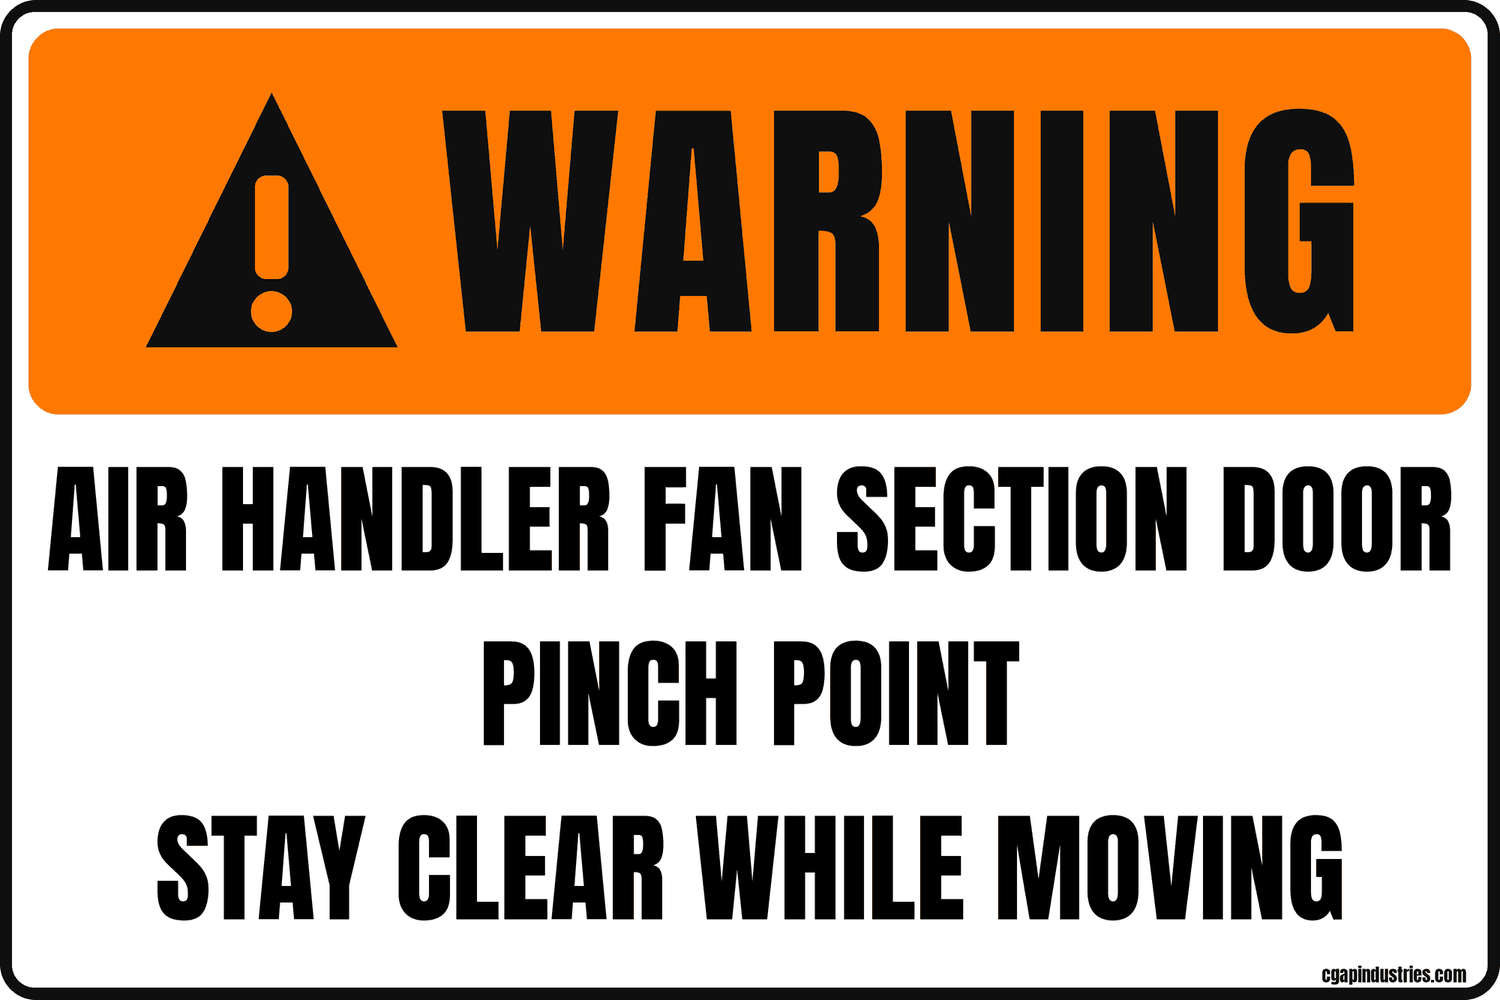 WARNING
AIR HANDLER FAN SECTION DOOR
PINCH POINT
STAY CLEAR WHILE MOVING
cgapindustries.com